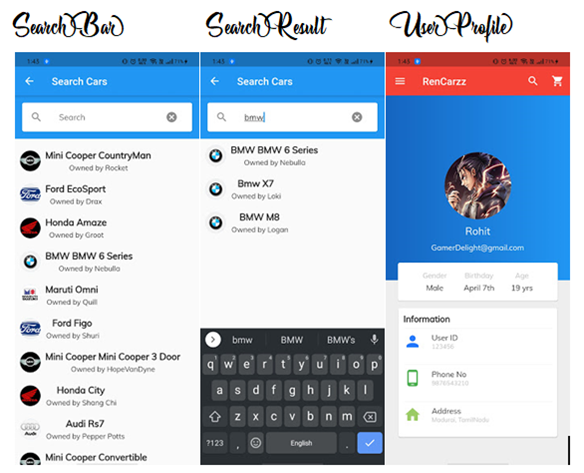 Search-Bar
Search-Result
User-Profile
1:43
Search Cars
Search
Mini Cooper CountryMan
Owned by Rocket
Ford EcoSport
Owned by Drax
Honda Amaze
Owned by Groot
BMW BMW 6 Series
Owned by Nebulla
Maruti Omni
Owned by Quill
Ford Figo
Owned by Shuri
Mini Cooper Mini Cooper 3 Door
Owned by HopeVanDyne
Honda City
Owned by Shang Chi
Audi Rs7
Owned by Pepper Potts
Mini Cooper Convertible
1:43
Search Cars
bmw
BMW BMW 6 Series
Owned by Nebulla
Bmw X7
Owned by Loki
BMW M8
Owned by Logan
bmw BMW BMW's
q w e r t y u i o p
a s d f g h j k l
z x c v b n m
?123 , English .
1:43
RenCarzz
Rohit
GamerDelight@gmail.com
Gender Birthday Age
Male April 7th 19 yrs
Information
User ID
123456
Phone No
9876543210
Address
Madurai, TamilNadu